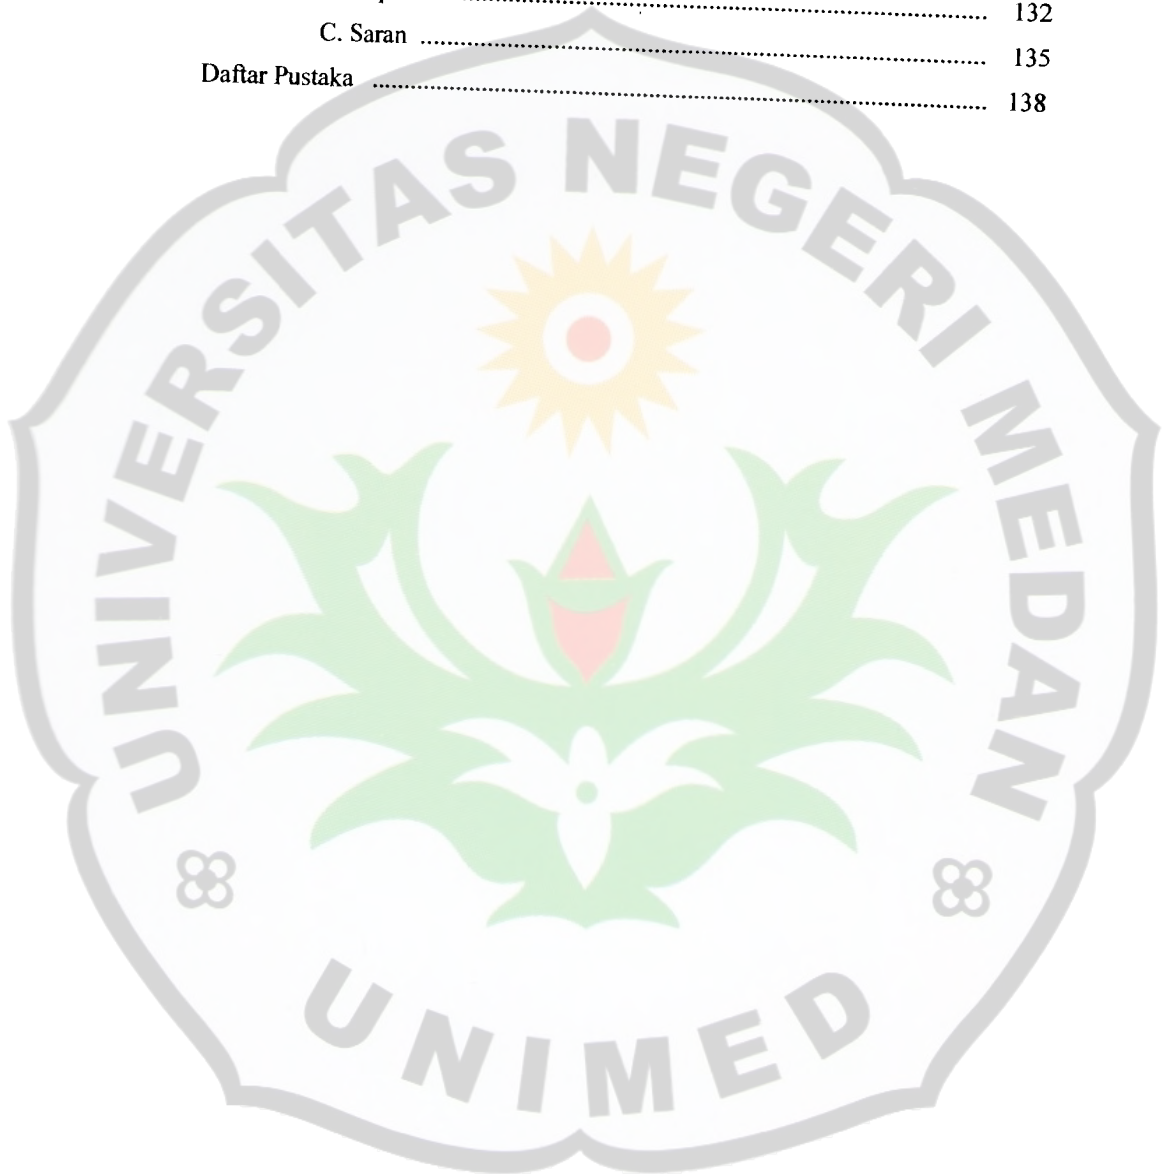 132
C. Saran ........................................ 135
Daftar Pustaka ........................................ 138
UNIVERSITAS NEGERI MEDAN
UNIMED